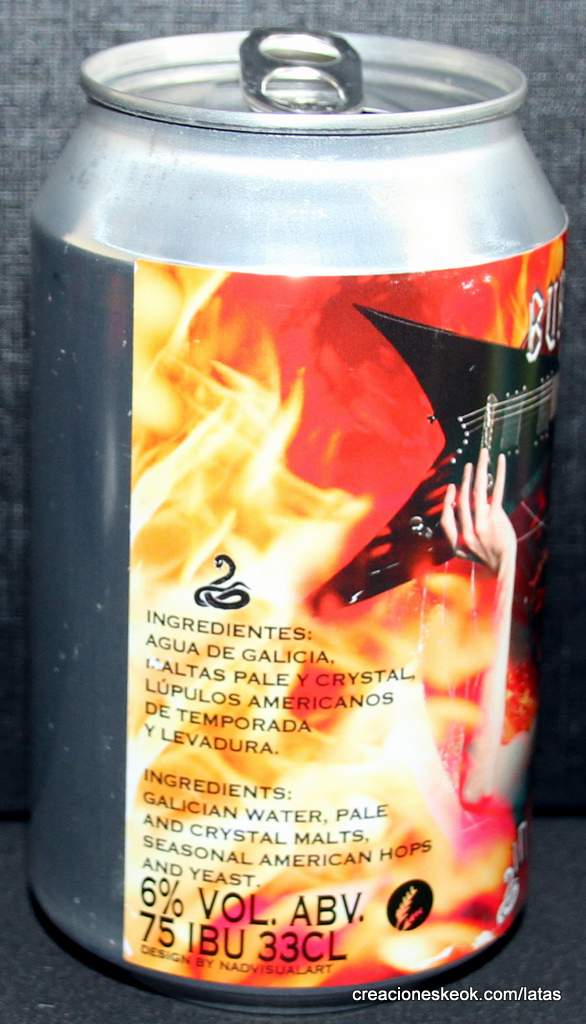 INGREDIENTES:
AGUA DE GALICIA,
MALTAS PALE Y CRYSTAL,
LÚPULOS AMERICANOS
DE TEMPORADA
Y LEVADURA.
INGREDIENTS:
GALICIAN WATER, PALE
AND CRYSTAL MALTS,
SEASONAL AMERICAN HOPS
AND YEAST.
6% VOL. ABV.
75 IBU 33CL
DESIGN BY NADVISUALART
creacioneskeok.com/latas